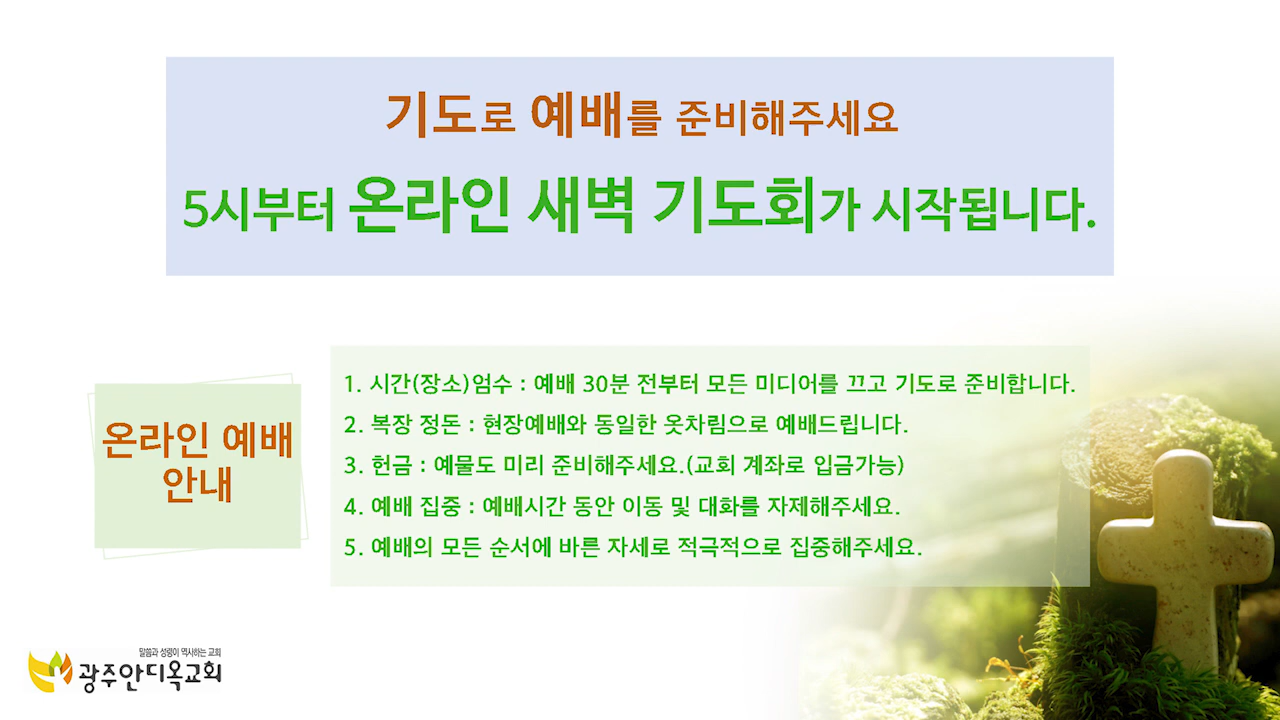 기도로 예배를 준비해주세요
5시부터 온라인 새벽 기도회가 시작됩니다.
온라인 예배
안내
1. 시간(장소)엄수 : 예배 30분 전부터 모든 미디어를 끄고 기도로 준비합니다.
2. 복장 정돈 : 현장예배와 동일한 옷차림으로 예배드립니다.
3. 헌금 : 예물도 미리 준비해주세요.(교회 계좌로 입금가능)
4. 예배 집중 : 예배시간 동안 이동 및 대화를 자제해주세요.
5. 예배의 모든 순서에 바른 자세로 적극적으로 집중해주세요.
말씀과 성령이 역사하는 교회
광주안디옥교회